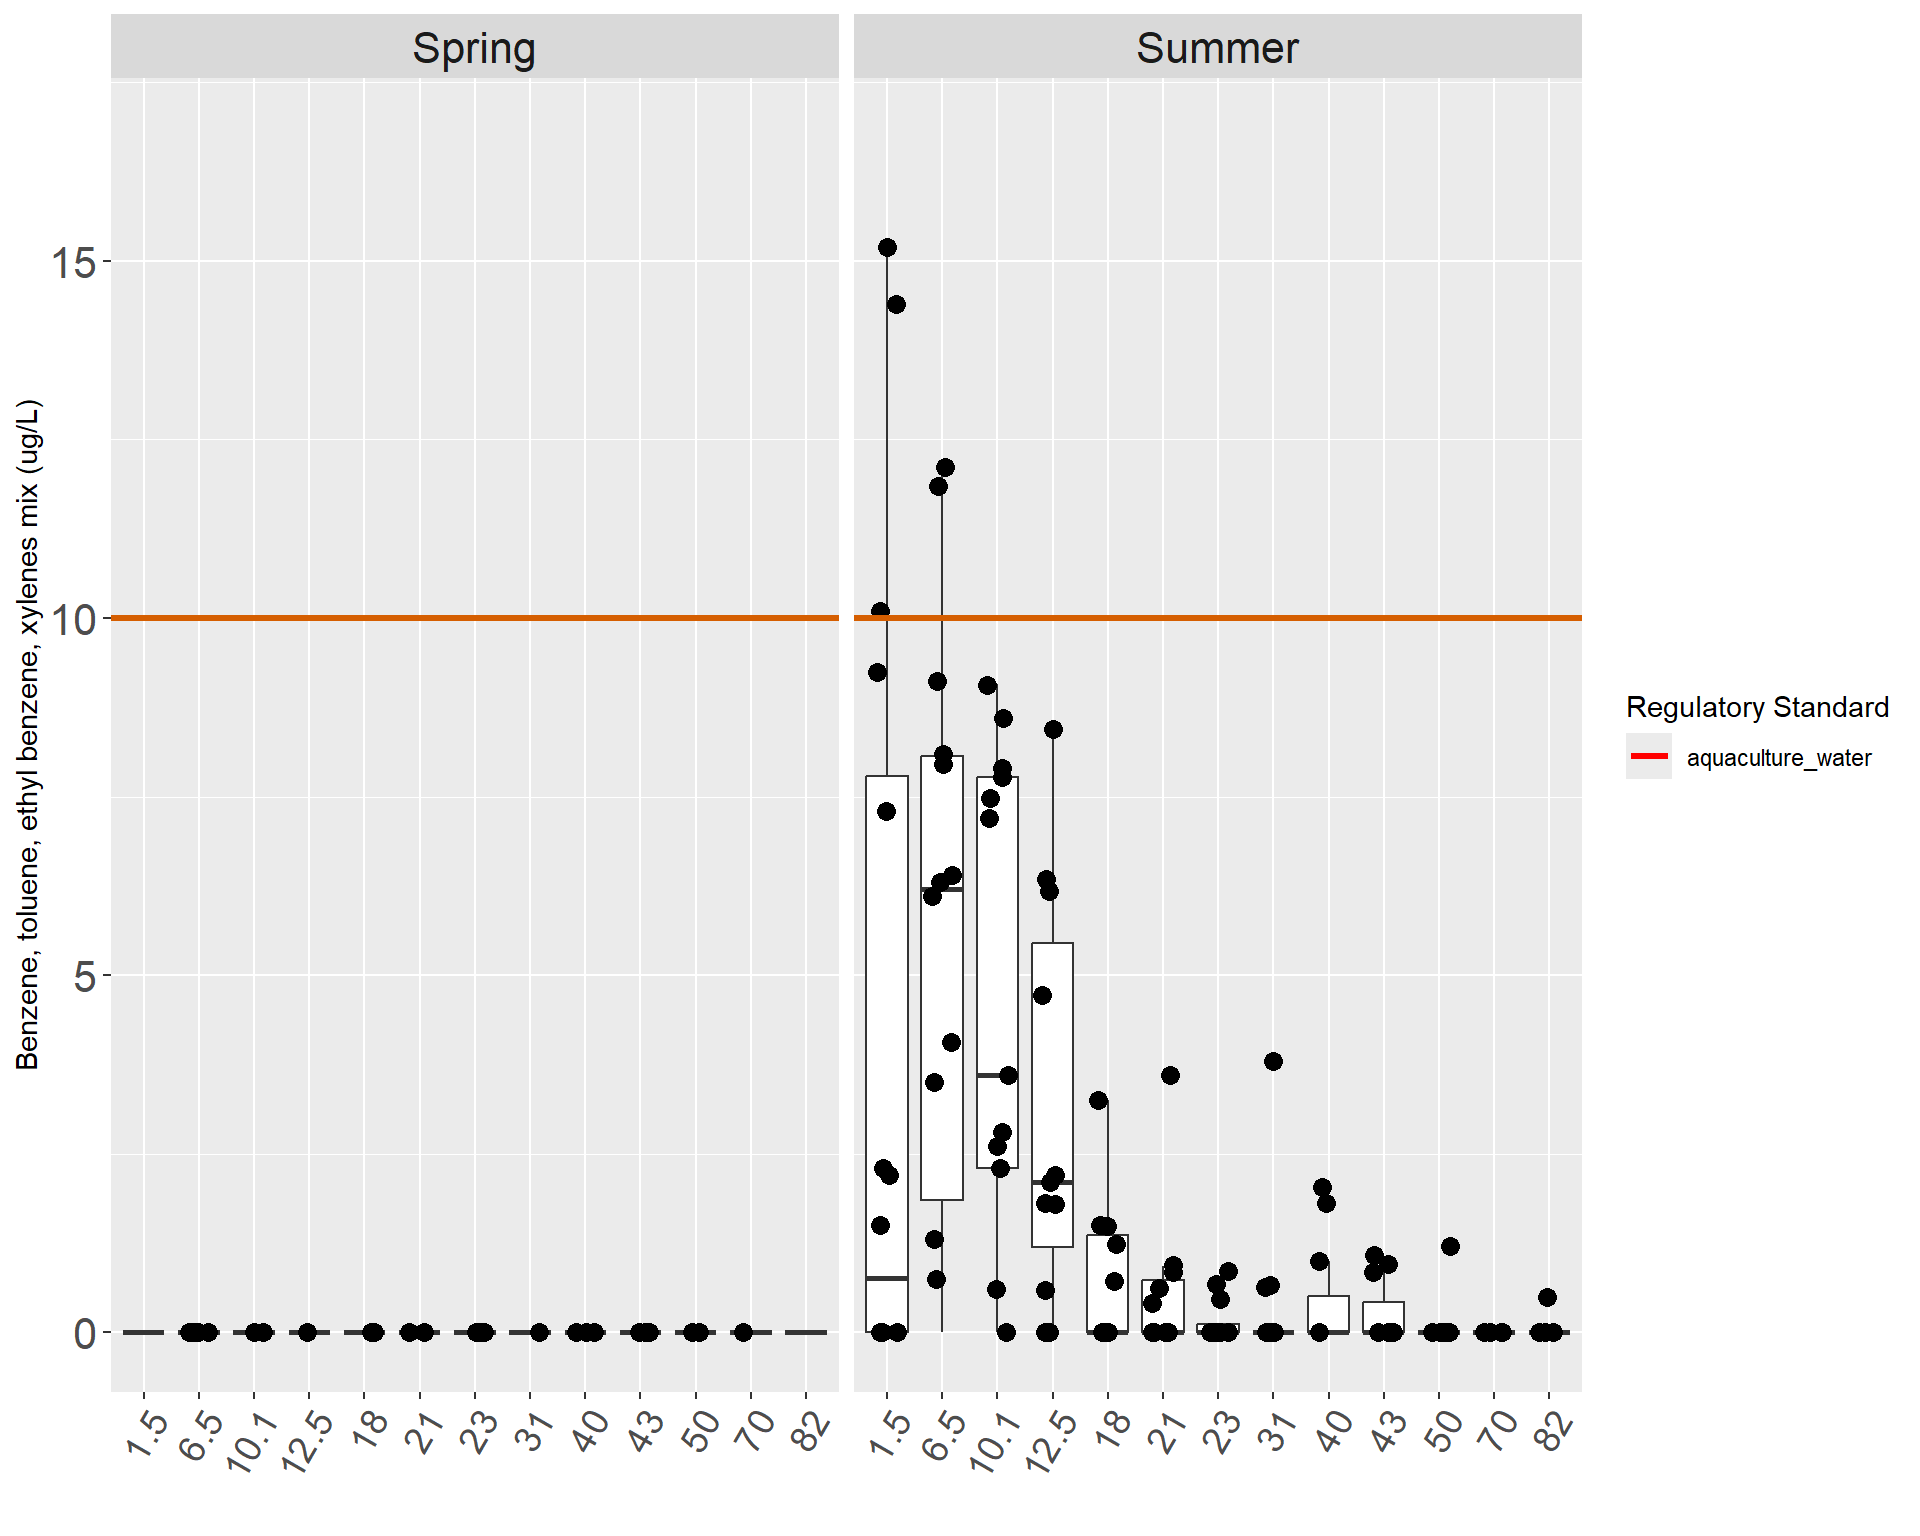 Spring
Summer
Benzene, toluene, ethyl benzene, xylenes mix (ug/L)
15
10
5
0
1.5 6.5 10.1 12.5 18 21 23 31 40 43 50 70 82
1.5 6.5 10.1 12.5 18 21 23 31 40 43 50 70 82
Regulatory Standard
aquaculture_water